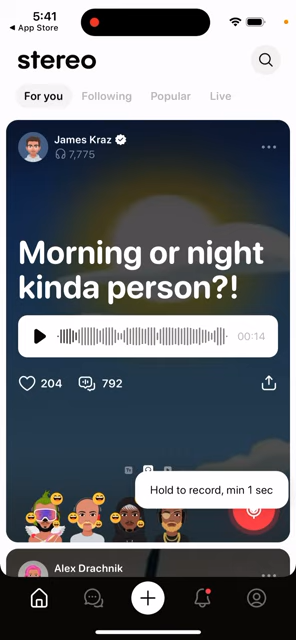 5:41
◀ App Store
stereo
For you
Following
Popular
Live
James Kraz
7,775
Morning or night
kinda person?!
00:14
204
792
Hold to record, min 1 sec
Alex Drachnik